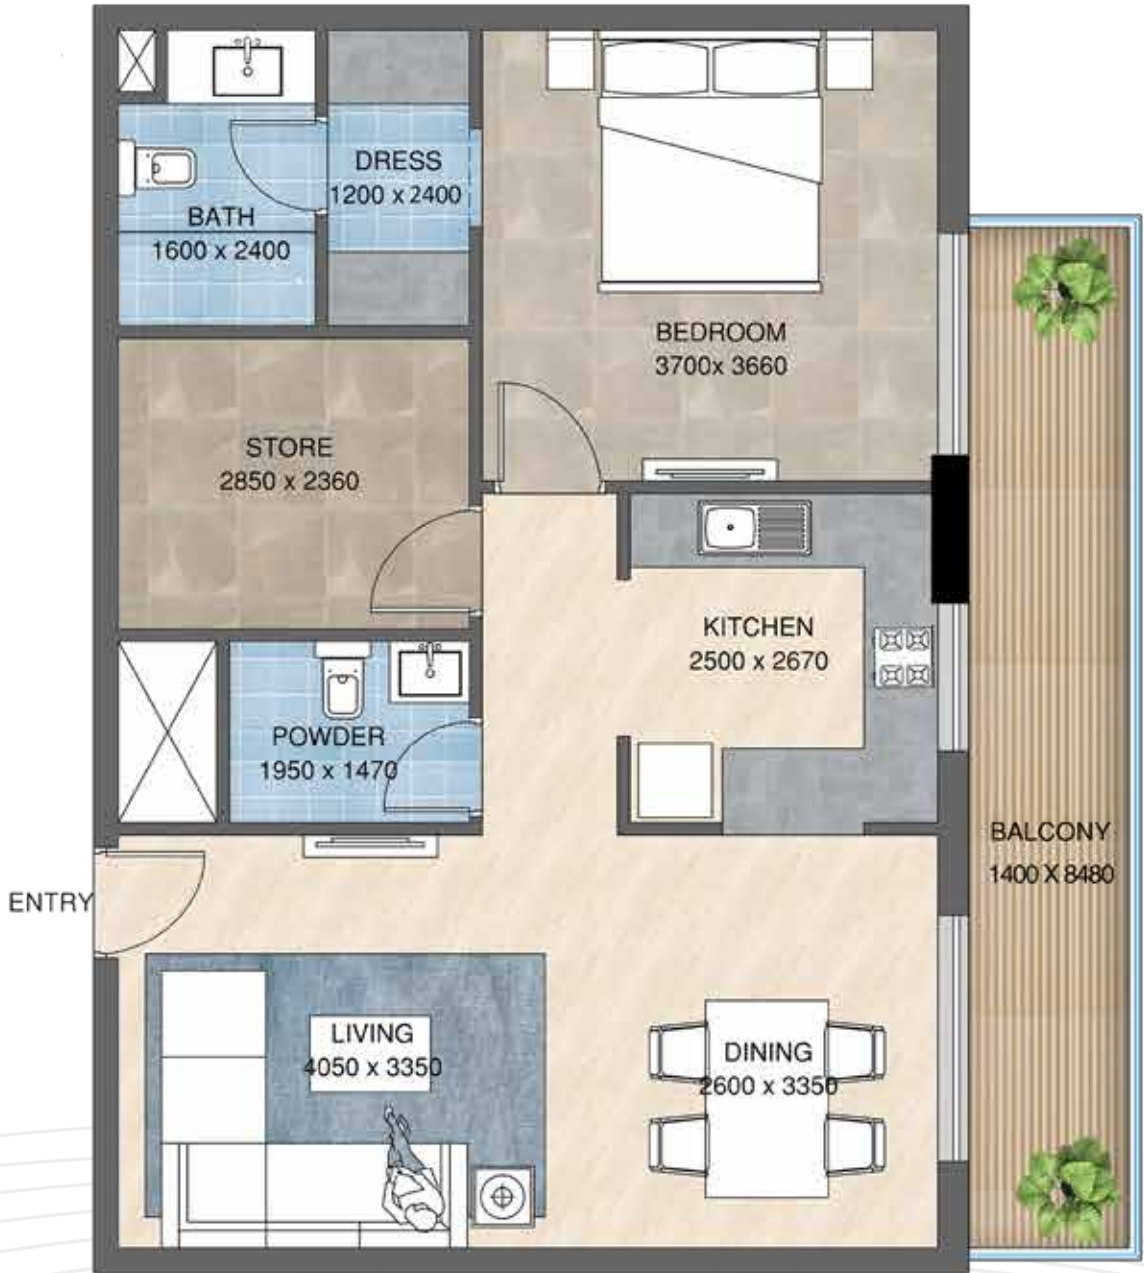 DRESS
1200 x 2400
BATH
1600 x 2400
BEDROOM
3700x 3660
STORE
2850 x 2360
KITCHEN
2500 x 2670
POWDER
1950 x 1470
BALCONY
1400 X 8480
ENTRY
LIVING
4050 x 3350
DINING
2600 x 3350